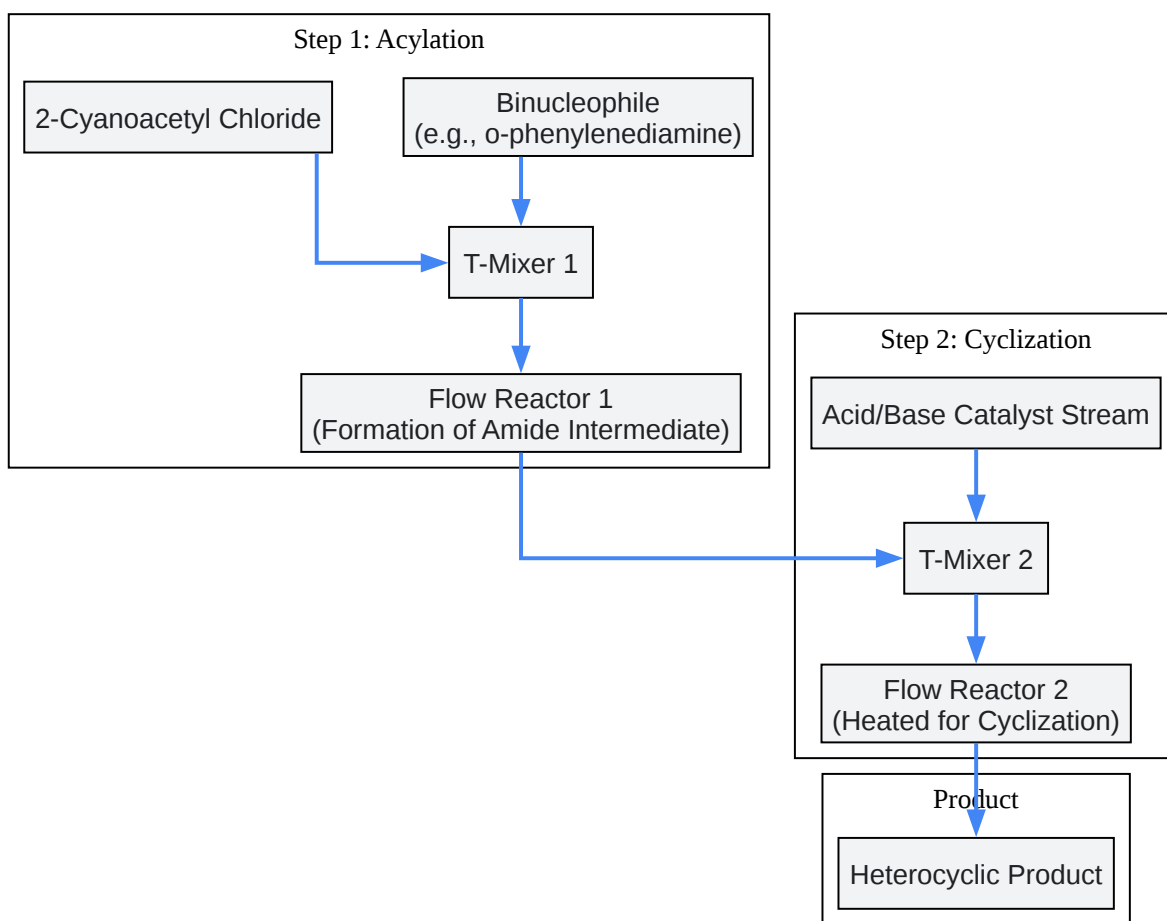 Step 1: Acylation
2-Cyanoacetyl Chloride
Binucleophile
(e.g., o-phenylenediamine)
T-Mixer 1
Flow Reactor 1
(Formation of Amide Intermediate)
Step 2: Cyclization
Acid/Base Catalyst Stream
T-Mixer 2
Flow Reactor 2
(Heated for Cyclization)
Product
Heterocyclic Product